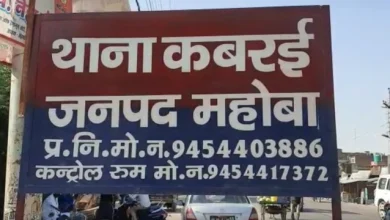 थाना कबरई
जनपद महोबा
प्र.नि.मो.न.9454403886
कन्ट्रोल रुम मो.न.9454417372